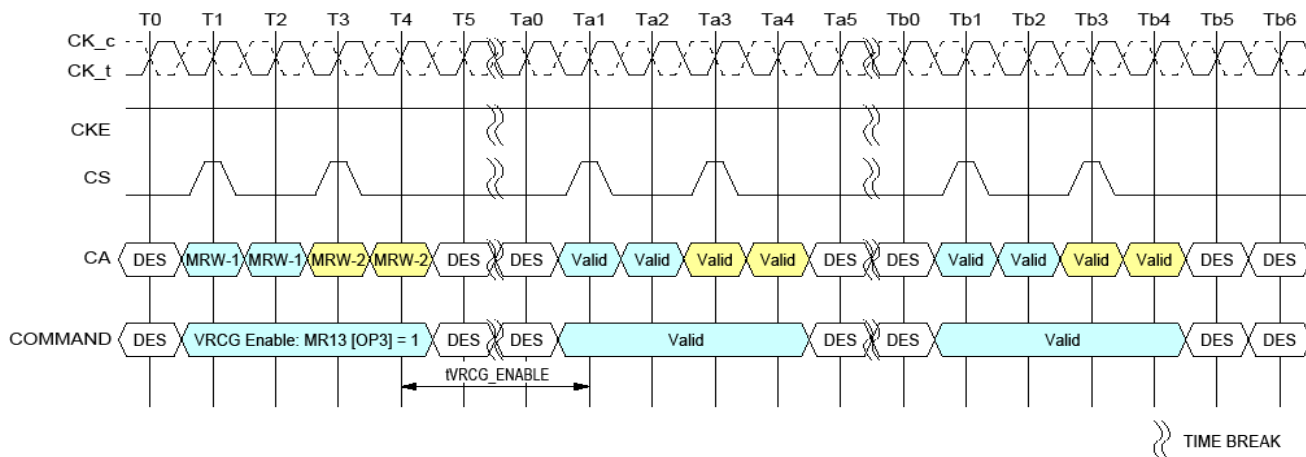 T0 T1 T2 T3 T4 T5 Ta0 Ta1 Ta2 Ta3 Ta4 Ta5 Tb0 Tb1 Tb2 Tb3 Tb4 Tb5 Tb6
CK_c
CK_t
CKE
CS
CA DES MRW-1 MRW-1 MRW-2 MRW-2 DES DES Valid Valid Valid Valid DES DES Valid Valid Valid Valid DES DES
COMMAND DES VRCG Enable: MR13 [OP3] = 1 DES DES Valid DES DES Valid DES DES
tVRCG_ENABLE
TIME BREAK